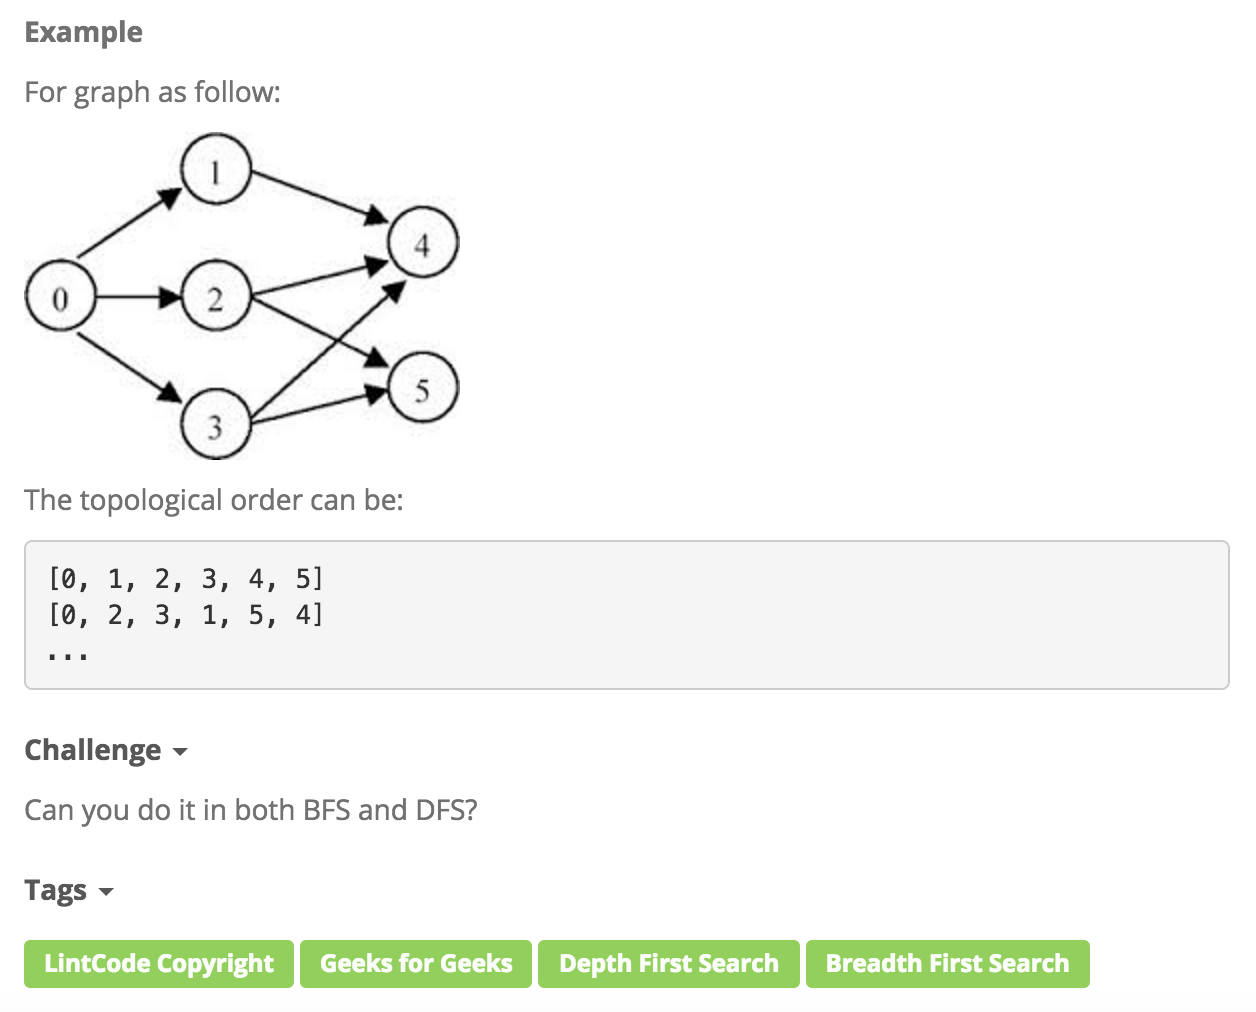 Example
For graph as follow:
1
4
0
2
5
3
The topological order can be:
[0, 1, 2, 3, 4, 5]
[0, 2, 3, 1, 5, 4]
...
Challenge
Can you do it in both BFS and DFS?
Tags
LintCode Copyright Geeks for Geeks Depth First Search Breadth First Search